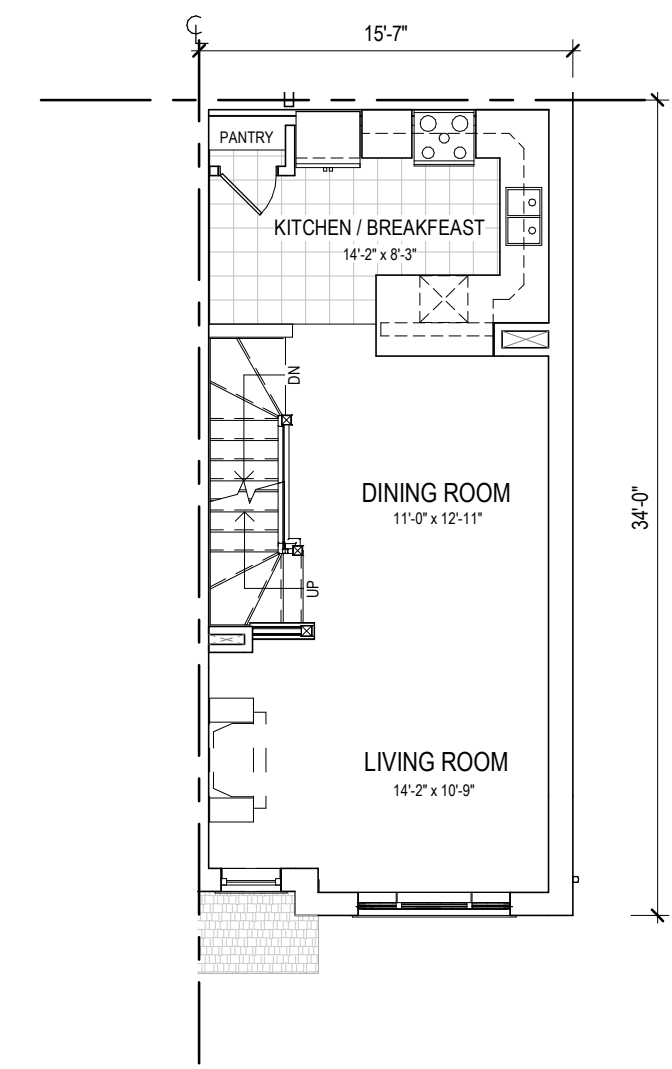 ℄
15'-7"
PANTRY
KITCHEN / BREAKFEAST
14'-2" x 8'-3"
DN
DINING ROOM
11'-0" x 12'-11"
34'-0"
UP
LIVING ROOM
14'-2" x 10'-9"